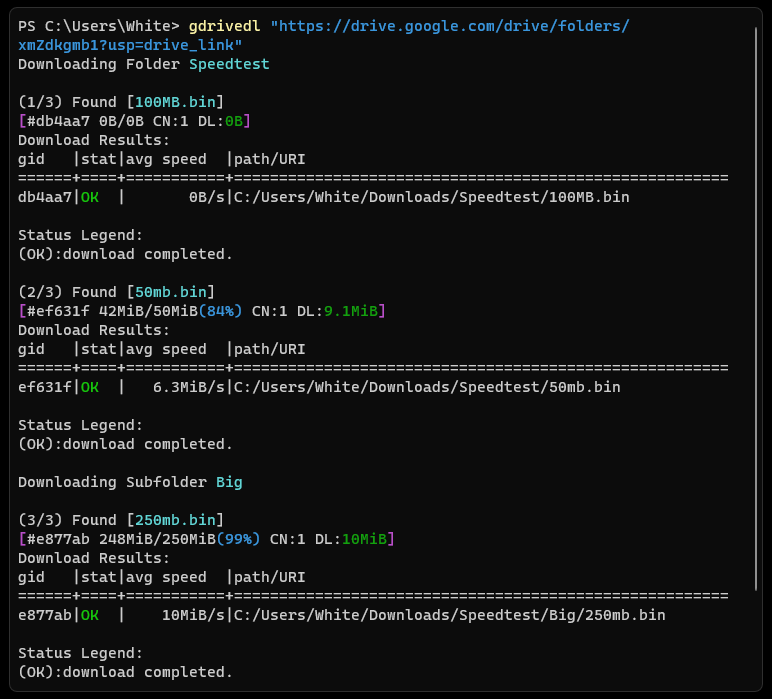 PS C:\Users\White> gdrivedl "https://drive.google.com/drive/folders/
xmZdkgmb1?usp=drive_link"
Downloading Folder Speedtest
(1/3) Found [100MB.bin]
[#db4aa7 0B/0B CN:1 DL:0B]
Download Results:
gid   |stat|avg speed  |path/URI
======+====+===========+=======================================================
db4aa7|OK  |       0B/s|C:/Users/White/Downloads/Speedtest/100MB.bin
Status Legend:
(OK):download completed.
(2/3) Found [50mb.bin]
[#ef631f 42MiB/50MiB(84%) CN:1 DL:9.1MiB]
Download Results:
gid   |stat|avg speed  |path/URI
======+====+===========+=======================================================
ef631f|OK  |   6.3MiB/s|C:/Users/White/Downloads/Speedtest/50mb.bin
Status Legend:
(OK):download completed.
Downloading Subfolder Big
(3/3) Found [250mb.bin]
[#e877ab 248MiB/250MiB(99%) CN:1 DL:10MiB]
Download Results:
gid   |stat|avg speed  |path/URI
======+====+===========+=======================================================
e877ab|OK  |    10MiB/s|C:/Users/White/Downloads/Speedtest/Big/250mb.bin
Status Legend:
(OK):download completed.